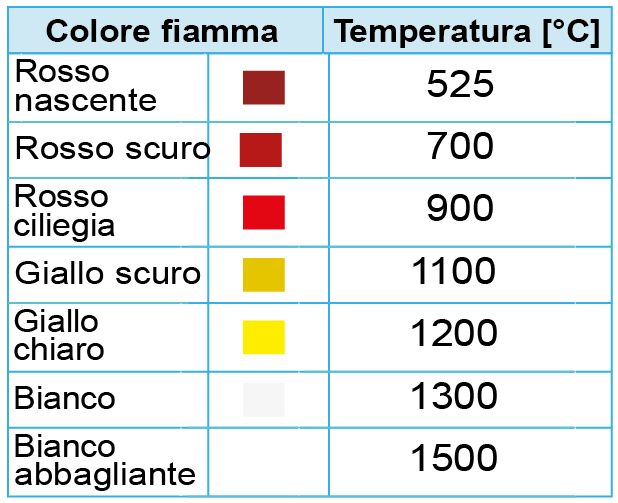 Colore fiamma Temperatura [°C]
Rosso
nascente 525
Rosso scuro 700
Rosso
ciliegia 900
Giallo scuro 1100
Giallo
chiaro 1200
Bianco 1300
Bianco
abbagliante 1500